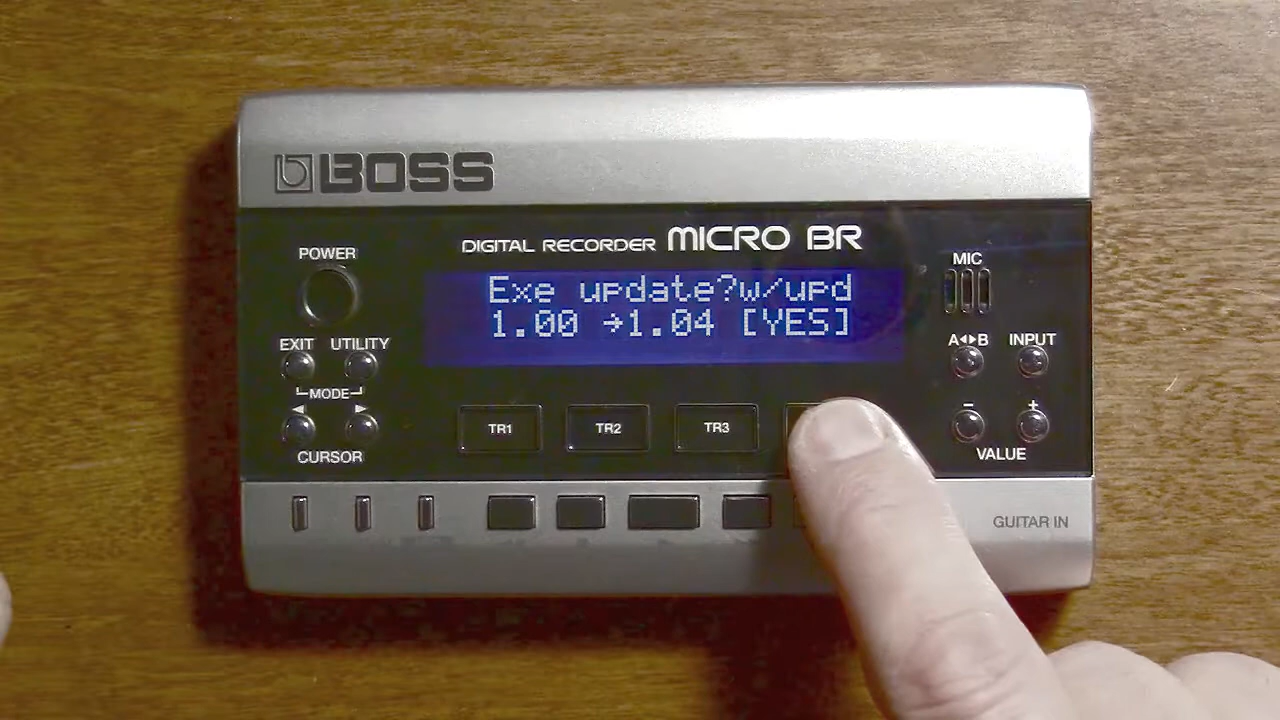 BOSS
DIGITAL RECORDER MICRO BR
POWER
MIC
Exe update?w/upd
1.00 →1.04 [YES]
EXIT UTILITY
A◄►B INPUT
MODE
◄ ►
- +
TR1 TR2 TR3
CURSOR
VALUE
GUITAR IN